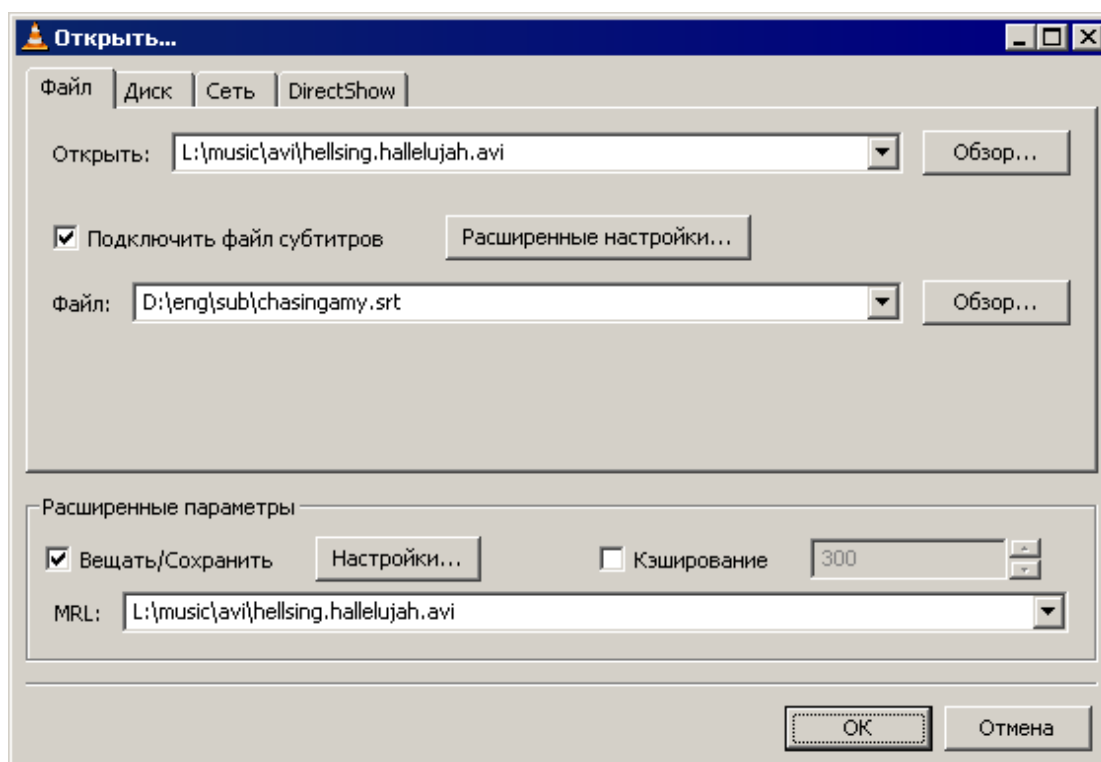 Открыть...
Файл Диск Сеть DirectShow
Открыть: L:\music\avi\hellsing.hallelujah.avi Обзор...
Подключить файл субтитров Расширенные настройки...
Файл: D:\eng\sub\chasingamy.srt Обзор...
Расширенные параметры
Вещать/Сохранить Настройки... Кэширование 300
MRL: L:\music\avi\hellsing.hallelujah.avi
OK Отмена